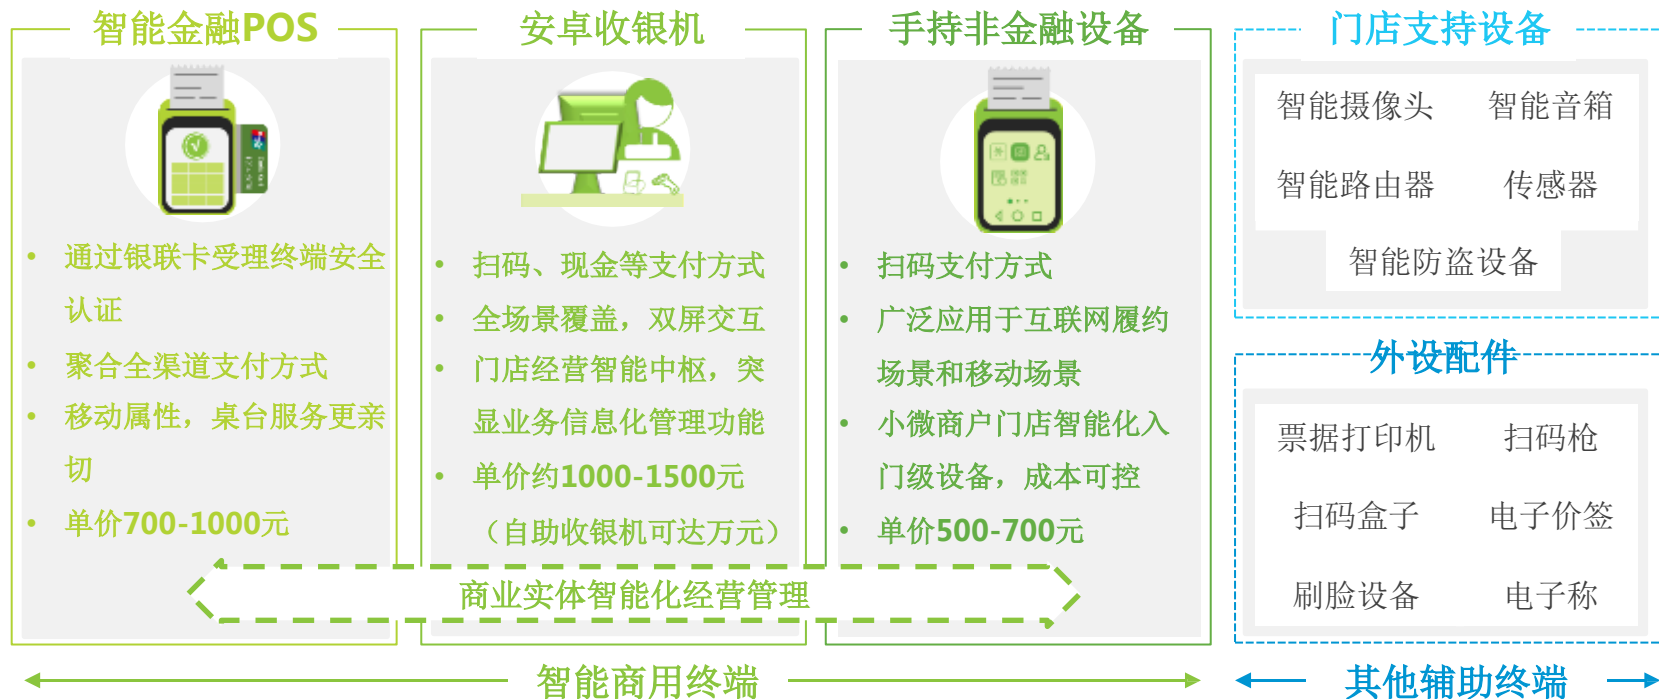 智能金融POS
通过银联卡受理终端安全
认证
聚合全渠道支付方式
移动属性，桌台服务更亲
切
单价700-1000元
安卓收银机
扫码、现金等支付方式
全场景覆盖，双屏交互
门店经营智能中枢，突
显业务信息化管理功能
单价约1000-1500元
（自助收银机可达万元）
手持非金融设备
扫码支付方式
广泛应用于互联网履约
场景和移动场景
小微商户门店智能化入
门级设备，成本可控
单价500-700元
商业实体智能化经营管理
智能商用终端
门店支持设备
智能摄像头 智能音箱
智能路由器 传感器
智能防盗设备
外设配件
票据打印机 扫码枪
扫码盒子 电子价签
刷脸设备 电子称
其他辅助终端